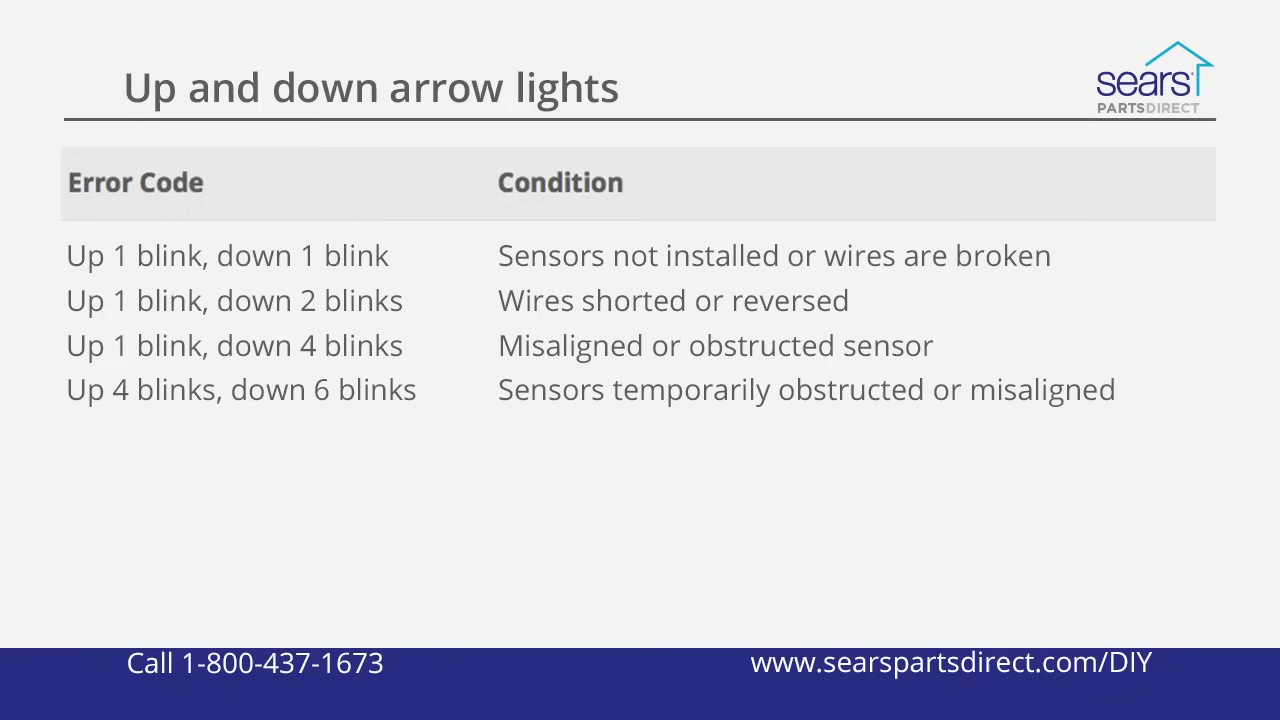 Up and down arrow lights
sears
PARTSDIRECT
Error Code Condition
Up 1 blink, down 1 blink Sensors not installed or wires are broken
Up 1 blink, down 2 blinks Wires shorted or reversed
Up 1 blink, down 4 blinks Misaligned or obstructed sensor
Up 4 blinks, down 6 blinks Sensors temporarily obstructed or misaligned
Call 1-800-437-1673 www.searspartsdirect.com/DIY